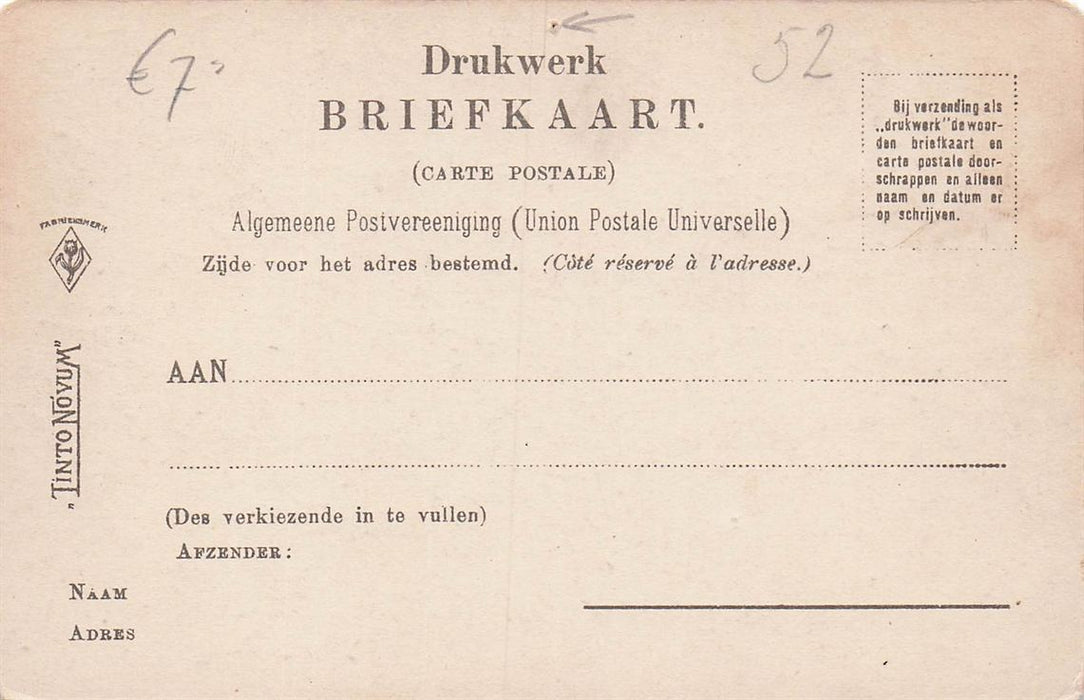 € 7,-
52
Drukwerk
BRIEFKAART.
(CARTE POSTALE)
Algemeene Postvereeniging (Union Postale Universelle)
Zijde voor het adres bestemd. (Côté réservé à l'adresse.)
Bij verzending als
„drukwerk" de woor-
den briefkaart en
carte postale door-
schrappen en alleen
naam en datum er
op schrijven.
FABRIEKSMERK
"TINTO NÓVUM"
AAN
(Des verkiezende in te vullen)
AFZENDER:
NAAM
ADRES